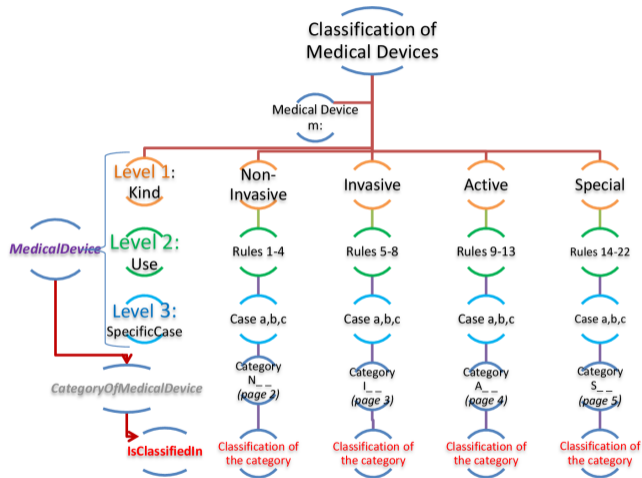 Classification of
Medical Devices
Medical Device
m:
Level 1:
Kind
Non-
Invasive
Invasive
Active
Special
MedicalDevice
Level 2:
Use
Rules 1-4
Rules 5-8
Rules 9-13
Rules 14-22
Level 3:
SpecificCase
Case a,b,c
Case a,b,c
Case a,b,c
Case a,b,c
CategoryOfMedicalDevice
Category
N_ _
(page 2)
Category
I_ _
(page 3)
Category
A_ _
(page 4)
Category
S_ _
(page 5)
IsClassifiedIn
Classification of
the category
Classification of
the category
Classification of
the category
Classification of
the category